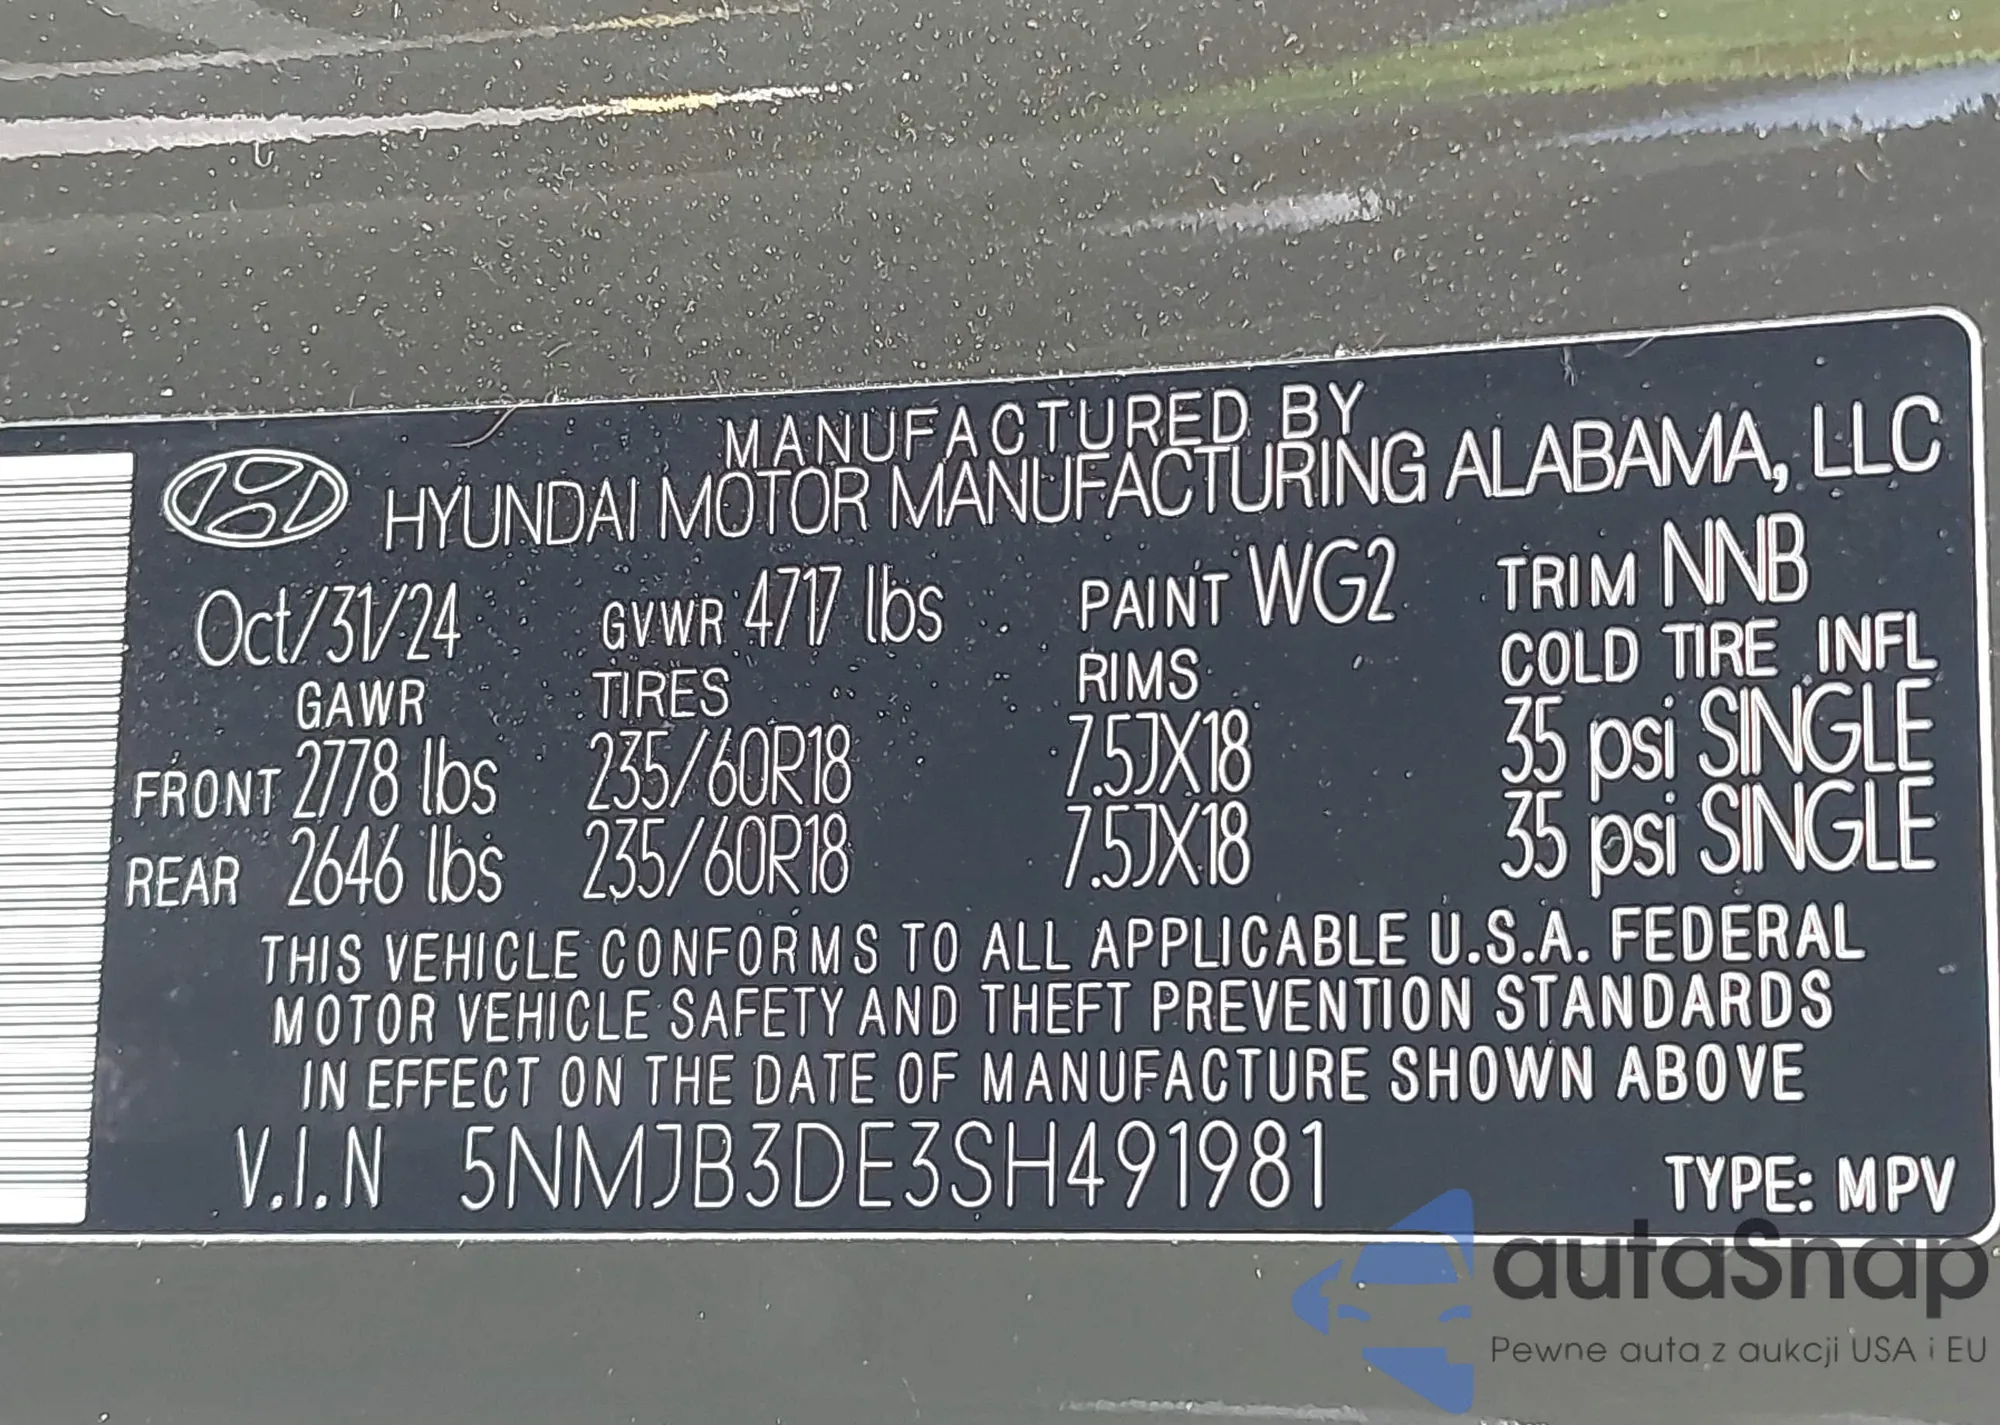 MANUFACTURED BY
HYUNDAI MOTOR MANUFACTURING ALABAMA, LLC
Oct/31/24 GVWR 4717 lbs PAINT WG2 TRIM NNB
GAWR TIRES RIMS COLD TIRE INFL
FRONT 2778 lbs 235/60R18 7.5JX18 35 psi SINGLE
REAR 2646 lbs 235/60R18 7.5JX18 35 psi SINGLE
THIS VEHICLE CONFORMS TO ALL APPLICABLE U.S.A. FEDERAL
MOTOR VEHICLE SAFETY AND THEFT PREVENTION STANDARDS
IN EFFECT ON THE DATE OF MANUFACTURE SHOWN ABOVE
V.I.N 5NMJB3DE3SH491981 TYPE: MPV
autaSnap
Pewne auta z aukcji USA i EU